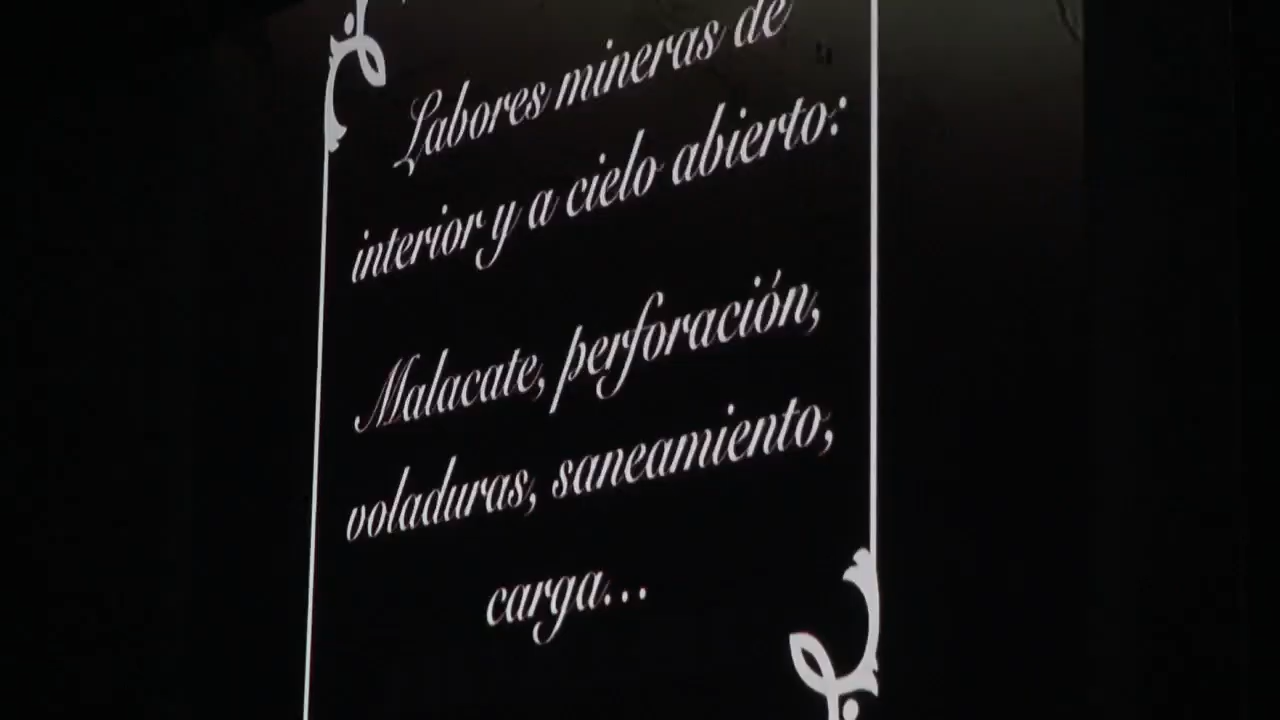 Labores mineras de
interior y a cielo abierto:
Malacate, perforación,
voladuras, saneamiento,
carga...